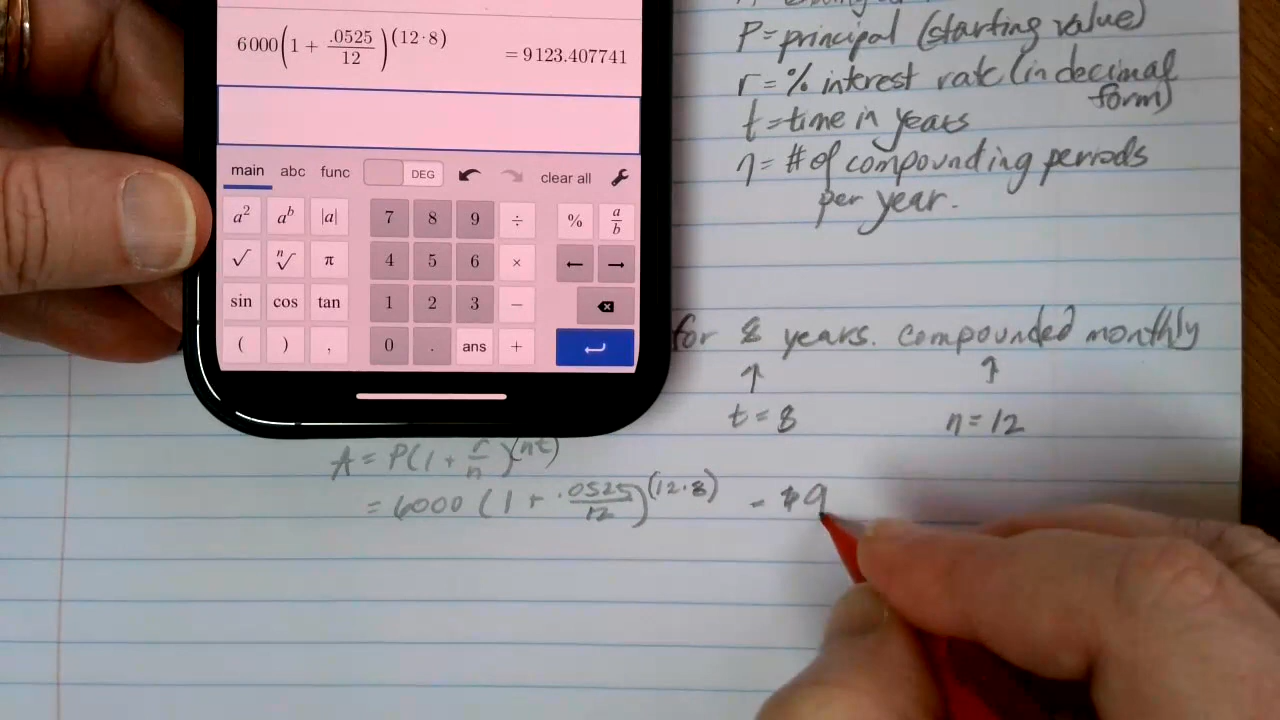 6000(1 + .0525/12)^(12·8) = 9123.407741
main abc func DEG clear all
a² aᵇ |a| 7 8 9 ÷ % a/b
√ ⁿ√ π 4 5 6 × ← →
sin cos tan 1 2 3 −
( ) , 0 . ans +
P = principal (starting value)
r = % interest rate (in decimal
form)
t = time in years
n = # of compounding periods
per year.
for 8 years. compounded monthly
↑ ↑
t = 8 n = 12
A = P(1 + r/n)^(nt)
= 6000 (1 + .0525/12)^(12·8) = $9